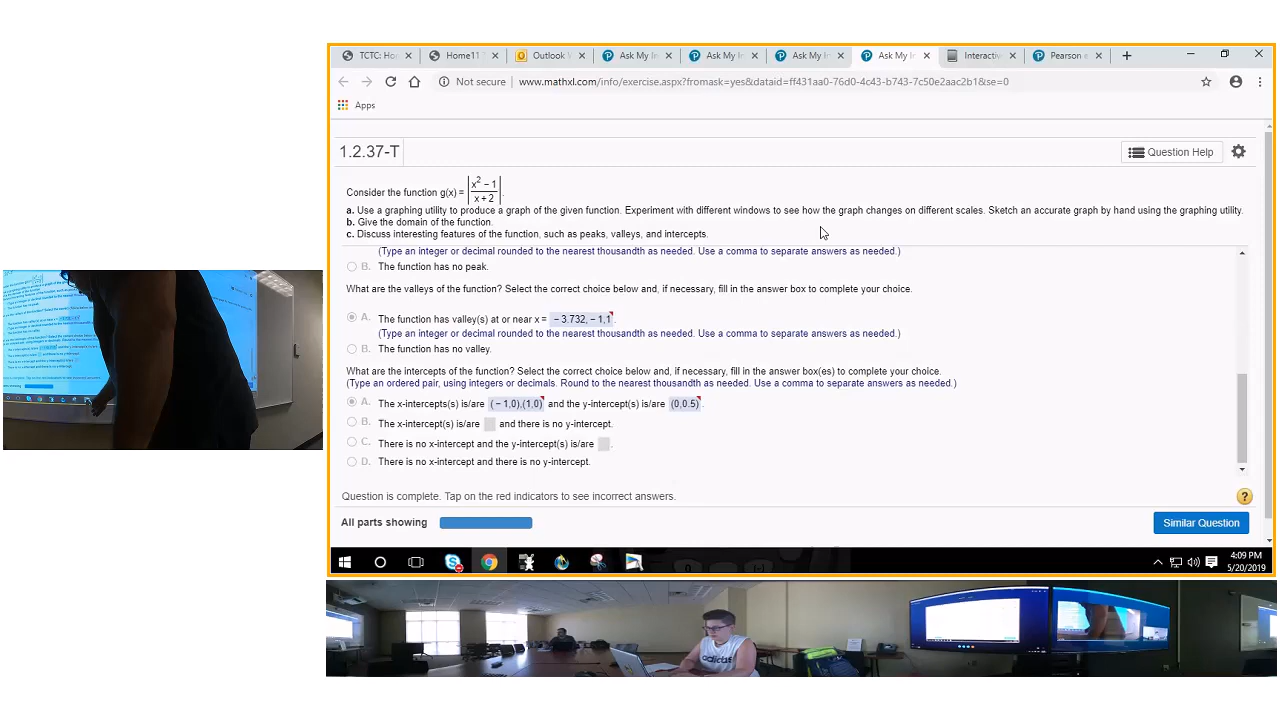 TCTC: Ho
Home11
Outlook
Ask My I
Ask My I
Ask My I
Ask My I
Interactiv
Pearson e
Not secure
www.mathxl.com/info/exercise.aspx?fromask=yes&dataid=ff431aa0-76d0-4c43-b743-7c50e2aac2b1&se=0
Apps
1.2.37-T
Question Help
Consider the function g(x) = |(x² − 1)/(x + 2)|.
a. Use a graphing utility to produce a graph of the given function. Experiment with different windows to see how the graph changes on different scales. Sketch an accurate graph by hand using the graphing utility.
b. Give the domain of the function.
c. Discuss interesting features of the function, such as peaks, valleys, and intercepts.
(Type an integer or decimal rounded to the nearest thousandth as needed. Use a comma to separate answers as needed.)
B. The function has no peak.
What are the valleys of the function? Select the correct choice below and, if necessary, fill in the answer box to complete your choice.
A. The function has valley(s) at or near x = − 3.732, − 1,1.
(Type an integer or decimal rounded to the nearest thousandth as needed. Use a comma to separate answers as needed.)
B. The function has no valley.
What are the intercepts of the function? Select the correct choice below and, if necessary, fill in the answer box(es) to complete your choice.
(Type an ordered pair, using integers or decimals. Round to the nearest thousandth as needed. Use a comma to separate answers as needed.)
A. The x-intercepts(s) is/are (− 1,0),(1,0) and the y-intercept(s) is/are (0,0.5).
B. The x-intercept(s) is/are and there is no y-intercept.
C. There is no x-intercept and the y-intercept(s) is/are .
D. There is no x-intercept and there is no y-intercept.
Question is complete. Tap on the red indicators to see incorrect answers.
?
All parts showing
Similar Question
4:09 PM
5/20/2019
adidas